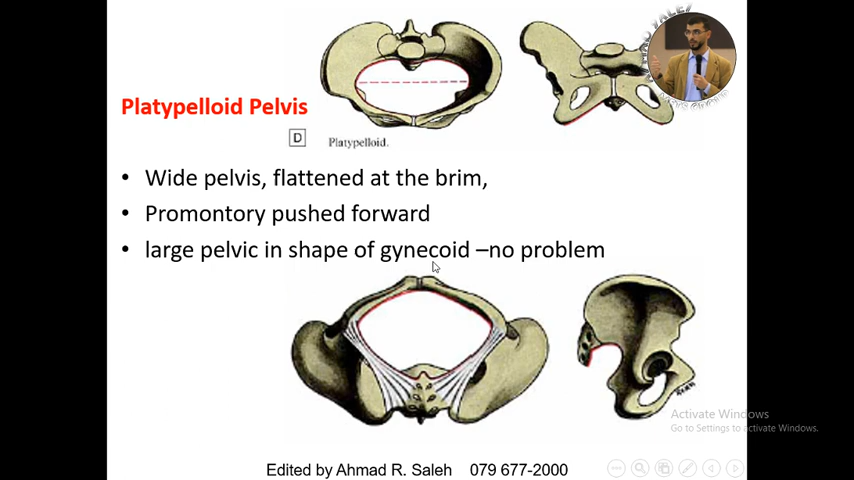 Platypelloid Pelvis
D
Platypelloid.
• Wide pelvis, flattened at the brim,
• Promontory pushed forward
• large pelvic in shape of gynecoid –no problem
Activate Windows
Go to Settings to activate Windows.
Edited by Ahmad R. Saleh 079 677-2000